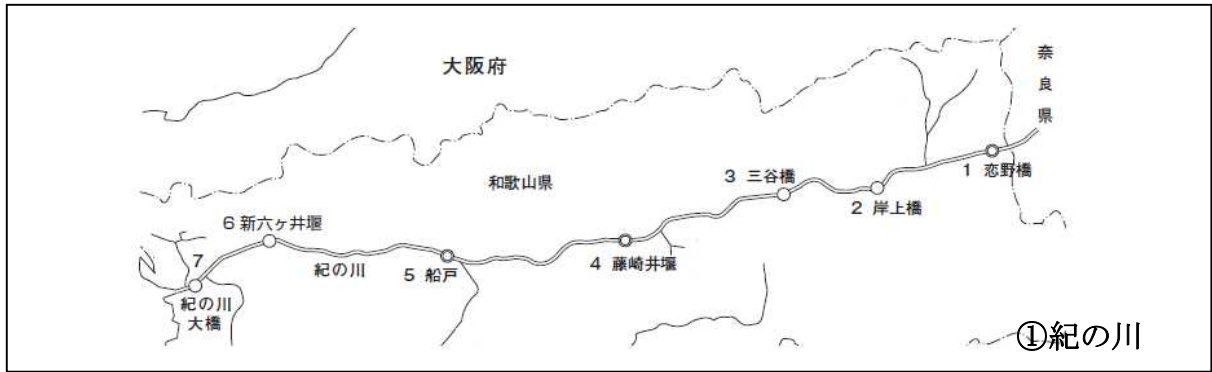 大阪府
奈良県
和歌山県
1 恋野橋
2 岸上橋
3 三谷橋
4 藤崎井堰
5 船戸
紀の川
6 新六ヶ井堰
7
紀の川
大橋
①紀の川